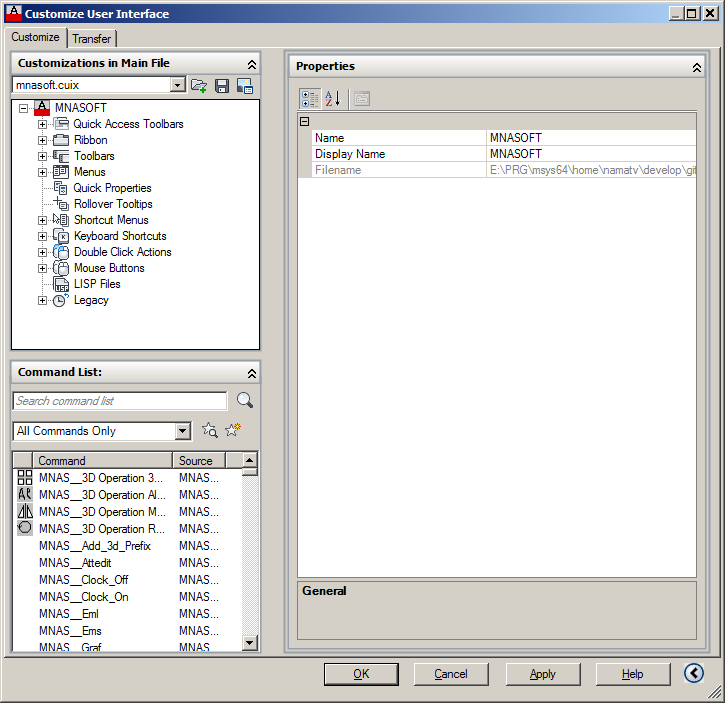 Customize User Interface
Customize
Transfer
Customizations in Main File
mnasoft.cuix
MNASOFT
Quick Access Toolbars
Ribbon
Toolbars
Menus
Quick Properties
Rollover Tooltips
Shortcut Menus
Keyboard Shortcuts
Double Click Actions
Mouse Buttons
LISP Files
Legacy
Command List:
Search command list
All Commands Only
Command Source
MNAS__3D Operation 3... MNAS...
MNAS__3D Operation Al... MNAS...
MNAS__3D Operation M... MNAS...
MNAS__3D Operation R... MNAS...
MNAS__Add_3d_Prefix MNAS...
MNAS__Attedit MNAS...
MNAS__Clock_Off MNAS...
MNAS__Clock_On MNAS...
MNAS__Eml MNAS...
MNAS__Ems MNAS...
MNAS__Graf MNAS...
Properties
Name MNASOFT
Display Name MNASOFT
Filename E:\PRG\msys64\home\namatv\develop\git
General
OK
Cancel
Apply
Help